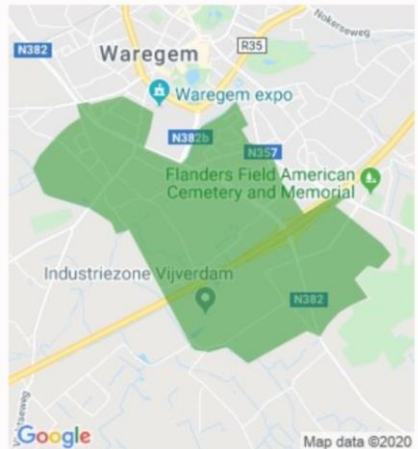 Nokerseweg
N382
Waregem
R35
Waregem expo
N382b
N357
Flanders Field American
Cemetery and Memorial
Industriezone Vijverdam
N382
Google
Map data ©2020